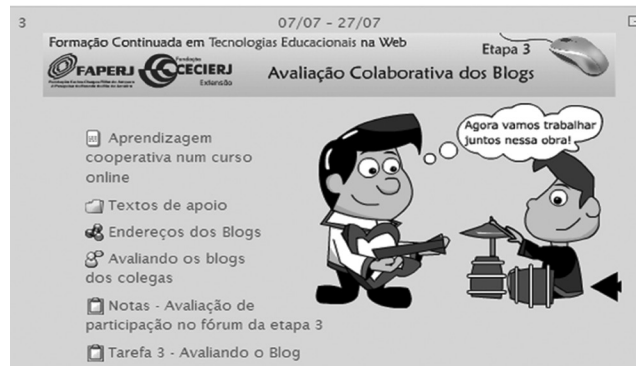 3
07/07 - 27/07
Formação Continuada em Tecnologias Educacionais na Web
Etapa 3
FAPERJ
Fundação
CECIERJ
Extensão
Avaliação Colaborativa dos Blogs
Agora vamos trabalhar
juntos nessa obra!
Aprendizagem
cooperativa num curso
online
Textos de apoio
Endereços dos Blogs
Avaliando os blogs
dos colegas
Notas - Avaliação de
participação no fórum da etapa 3
Tarefa 3 - Avaliando o Blog